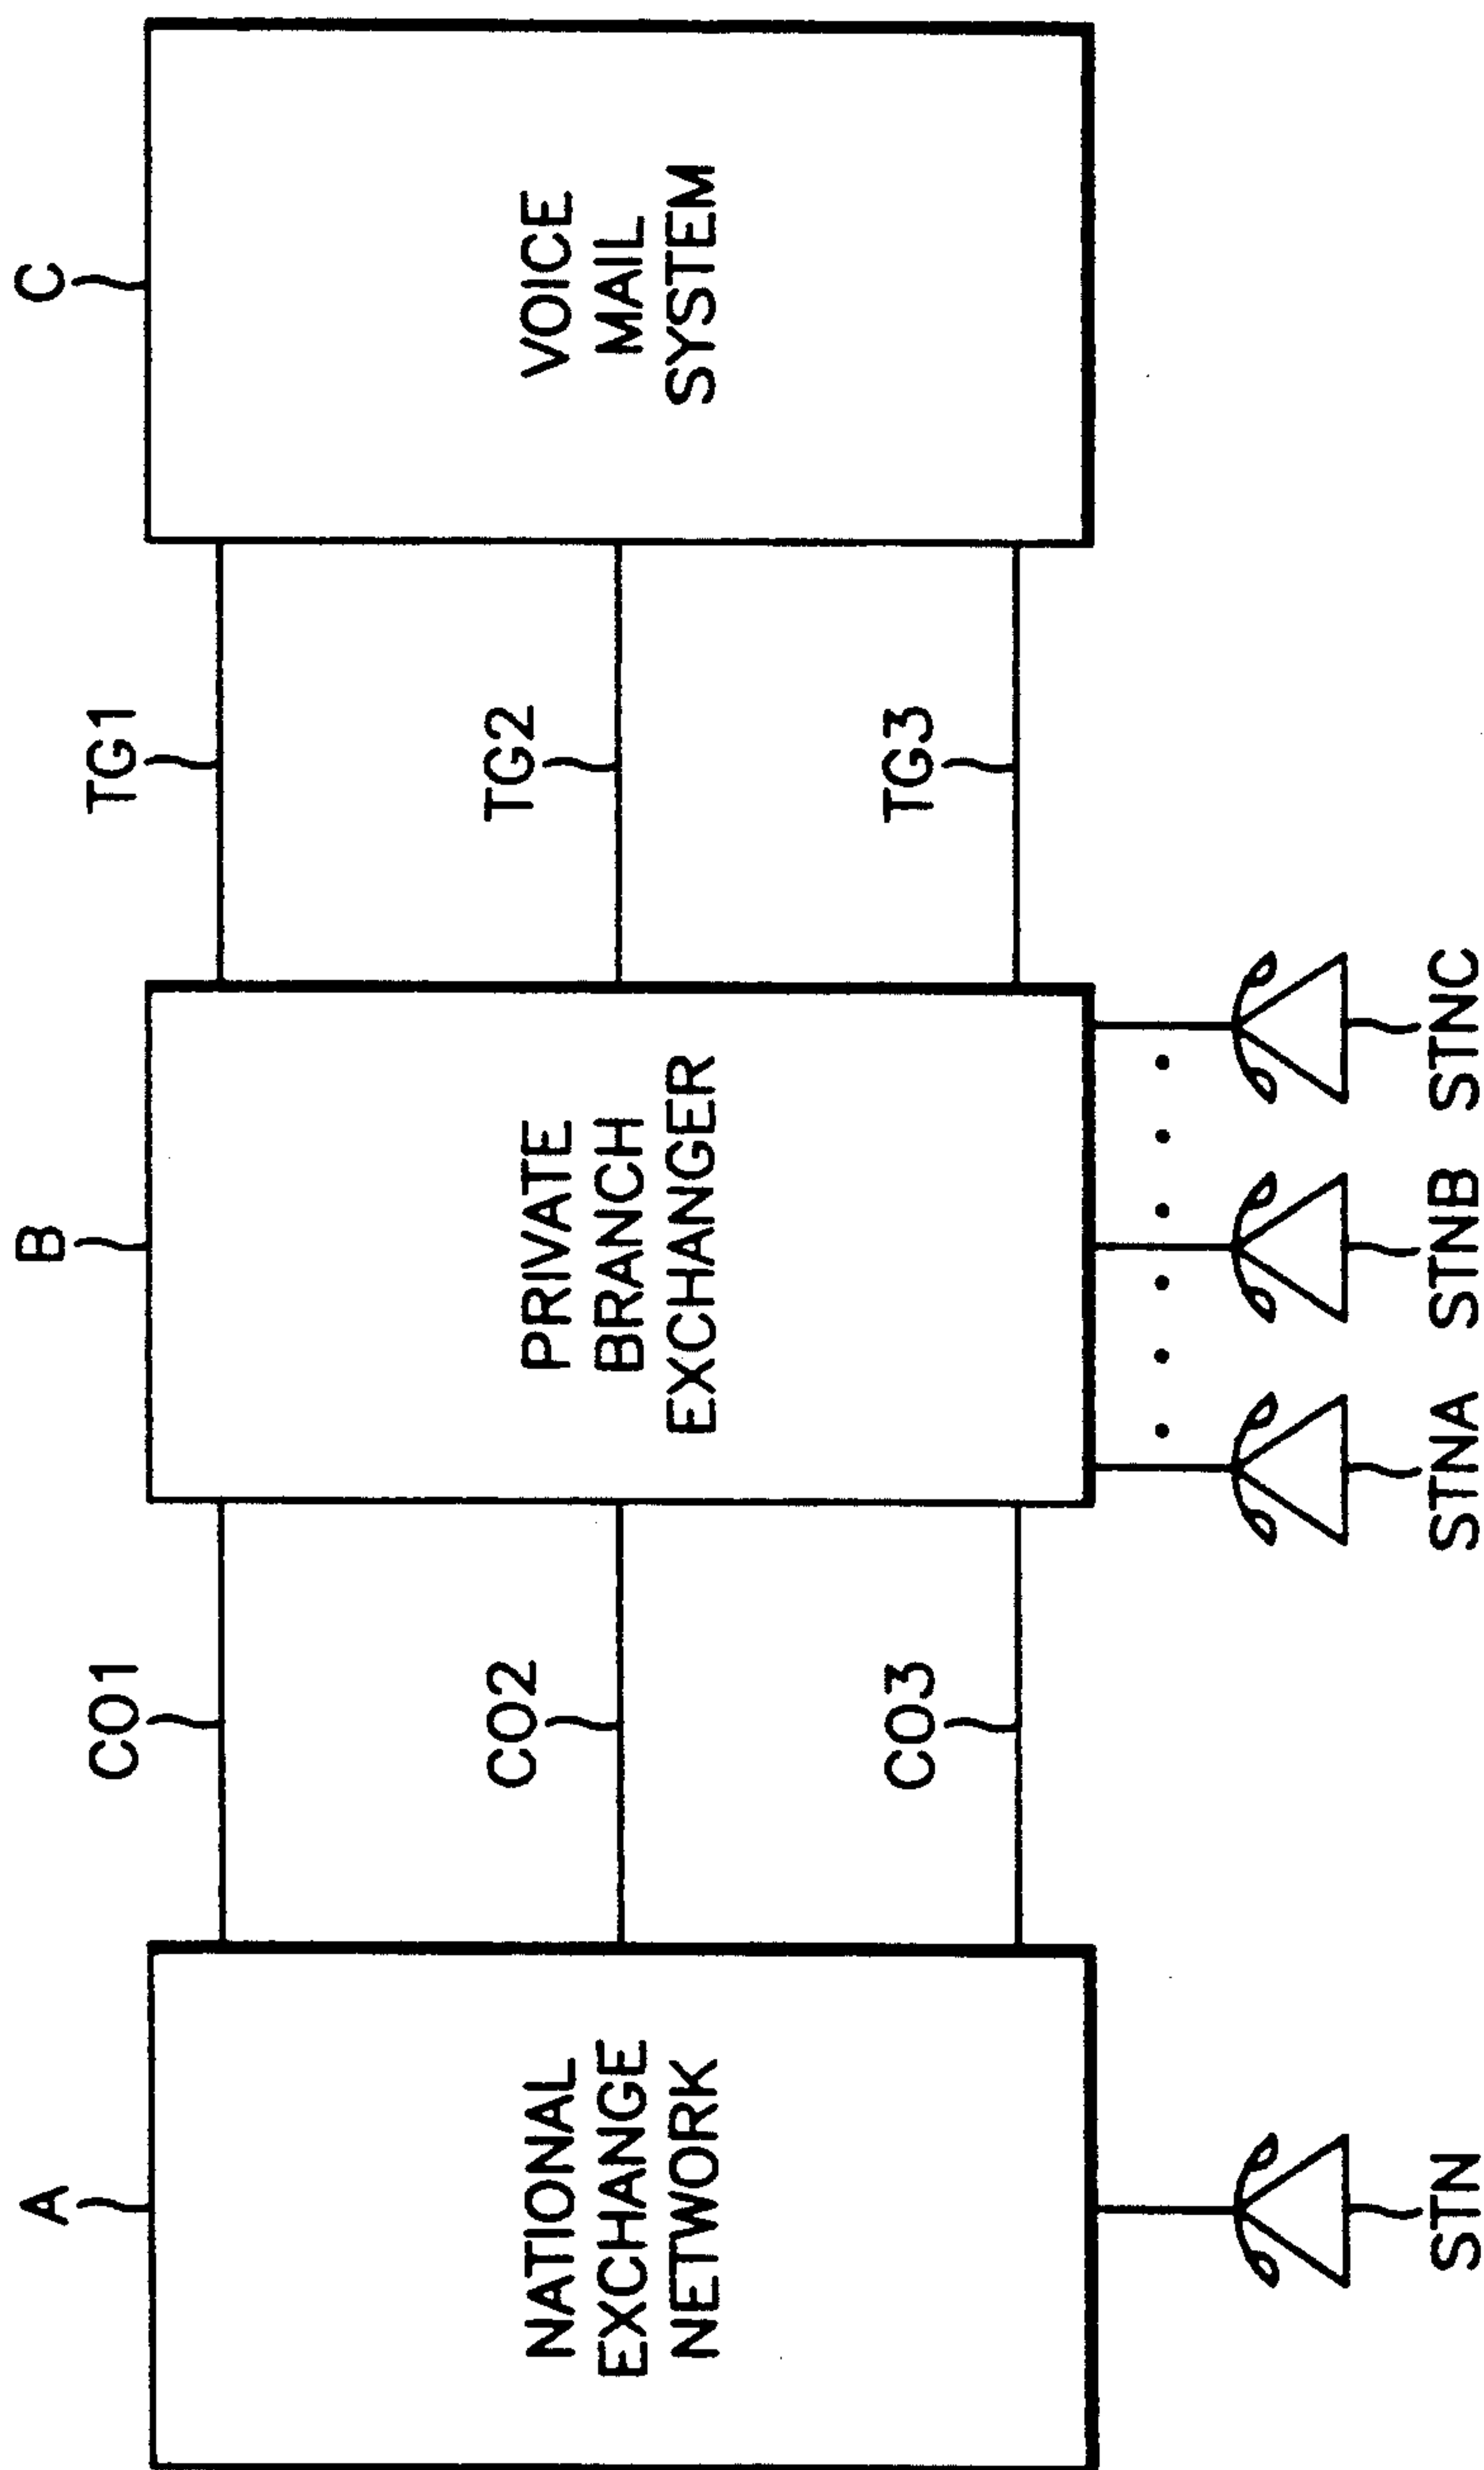 A
B
C
NATIONAL
EXCHANGE
NETWORK
CO1
CO2
CO3
PRIVATE
BRANCH
EXCHANGER
TG1
TG2
TG3
VOICE
MAIL
SYSTEM
STN
STNA
STNB
STNC